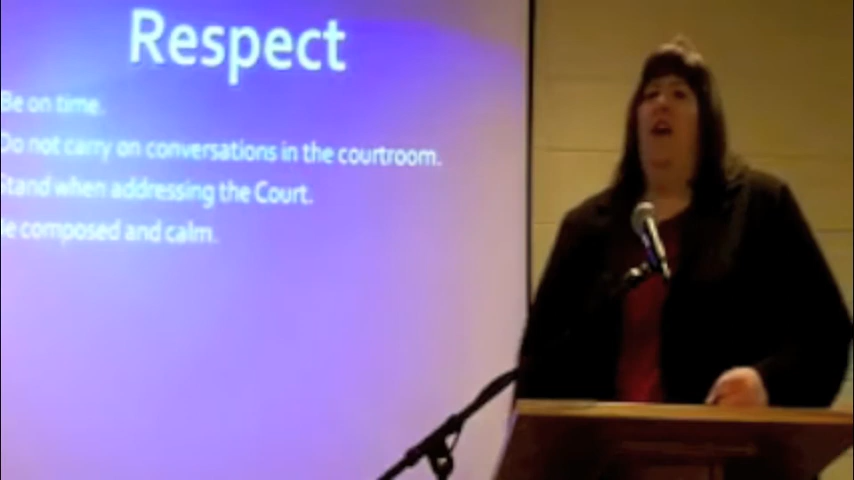 Respect
Be on time.
Do not carry on conversations in the courtroom.
Stand when addressing the Court.
Be composed and calm.